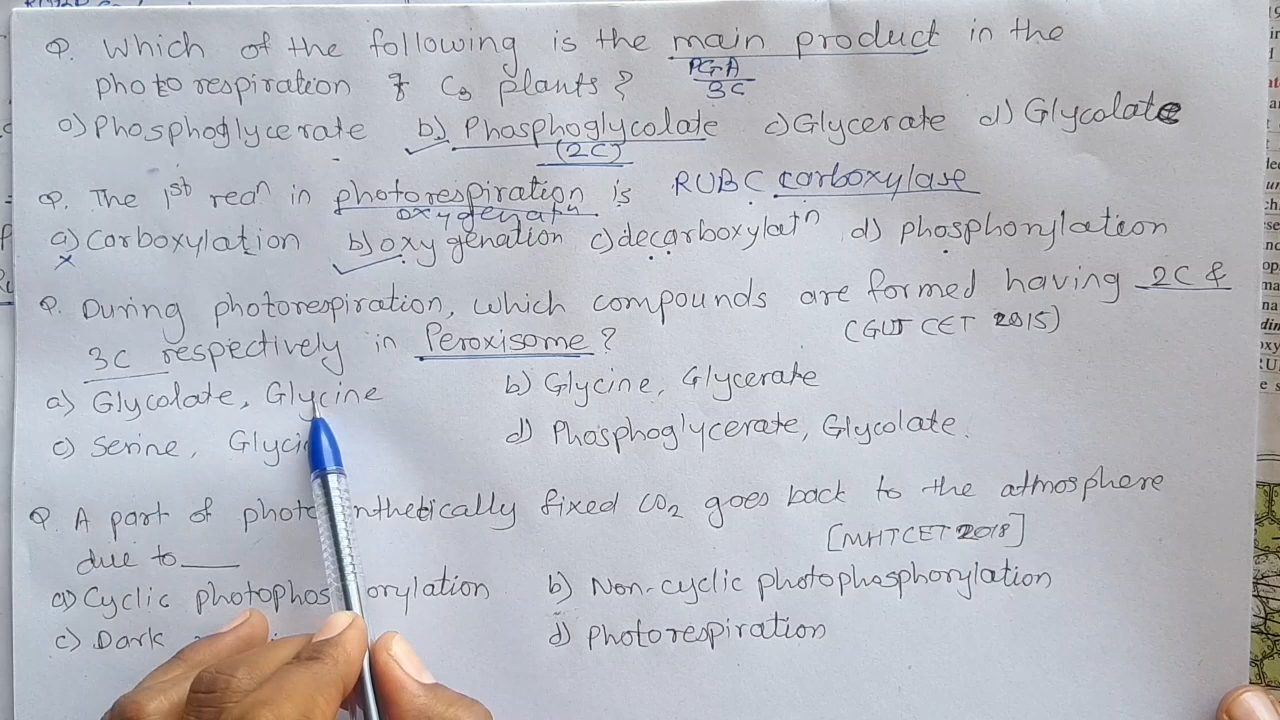 Q. Which of the following is the main product in the
photorespiration of C3 plants? PGA
3C
a) Phosphoglycerate b) Phosphoglycolate c) Glycerate d) Glycolate
(2C)
Q. The 1st rean in photorespiration is RUBC carboxylase
oxygenatn
a) Carboxylation b) oxygenation c) decarboxylatn d) phosphorylation
x
Q. During photorespiration, which compounds are formed having 2C &
3C respectively in Peroxisome? (GUJ CET 2015)
a) Glycolate, Glycine b) Glycine, Glycerate
c) Serine, d) Phosphoglycerate, Glycolate.
Q. A part of fixed CO2 goes back to the atmosphere
due to ___ [MHTCET 2018]
a) Cyclic b) Non-cyclic photophosphorylation
c) Dark d) photorespiration